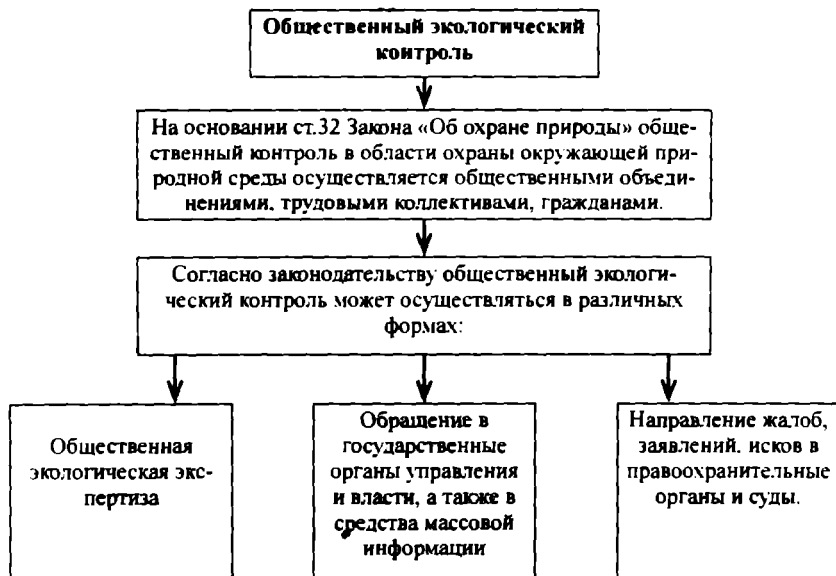 Общественный экологический
контроль
На основании ст.32 Закона «Об охране природы» обще-
ственный контроль в области охраны окружающей при-
родной среды осуществляется общественными объеди-
нениями, трудовыми коллективами, гражданами.
Согласно законодательству общественный экологи-
ческий контроль может осуществляться в различных
формах:
Общественная
экологическая экс-
пертиза
Обращение в
государственные
органы управления
и власти, а также в
средства массовой
информации
Направление жалоб,
заявлений, исков в
правоохранительные
органы и суды.